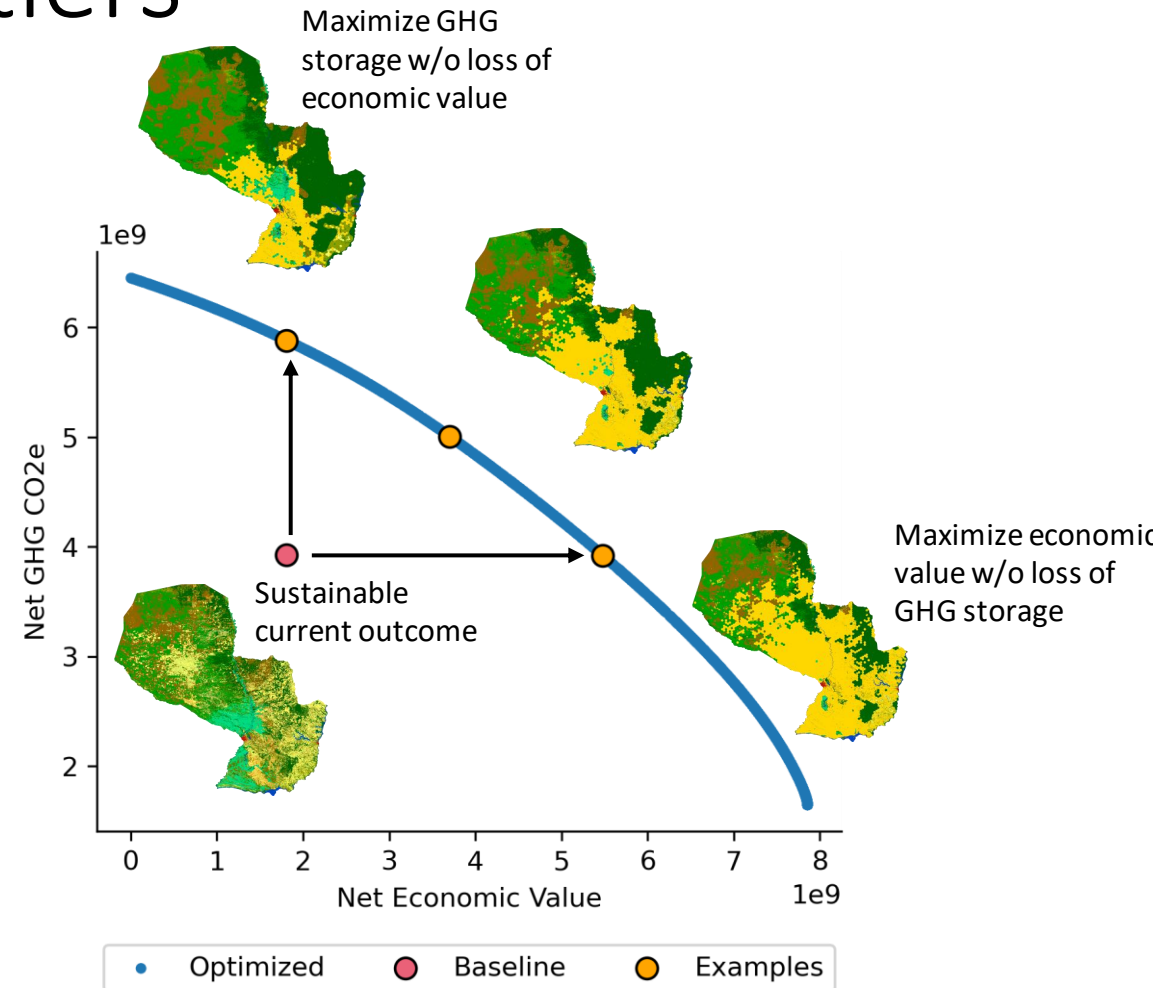 Maximize GHG
storage w/o loss of
economic value
1e9
6
5
4
3
2
Net GHG CO2e
Sustainable
current outcome
Maximize economic
value w/o loss of
GHG storage
0 1 2 3 4 5 6 7 8
1e9
Net Economic Value
Optimized Baseline Examples